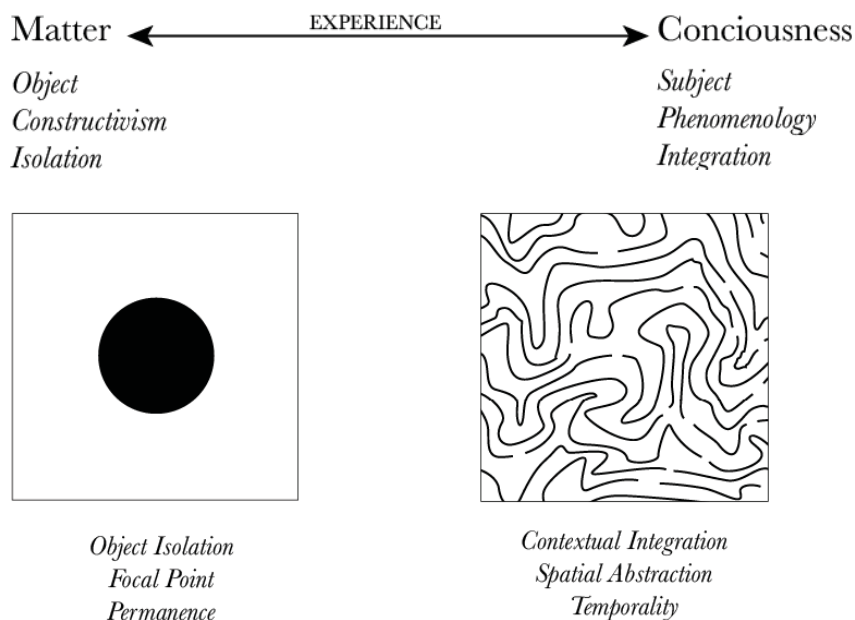 Matter EXPERIENCE Conciousness
Object
Constructivism
Isolation
Subject
Phenomenology
Integration
Object Isolation
Focal Point
Permanence
Contextual Integration
Spatial Abstraction
Temporality